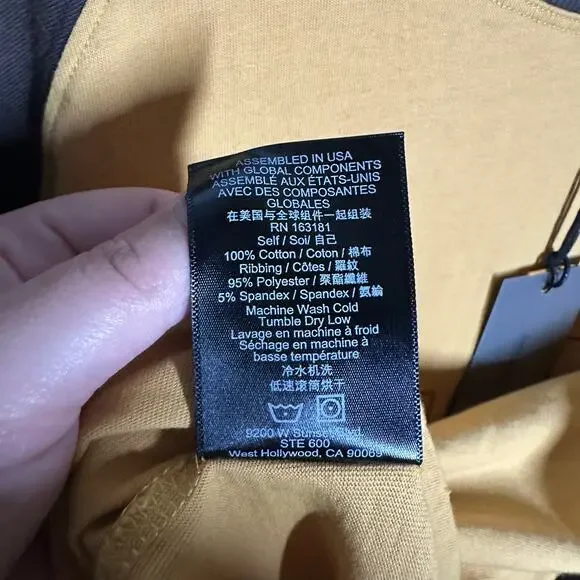 ASSEMBLED IN USA
WITH GLOBAL COMPONENTS
ASSEMBLÉ AUX ÉTATS-UNIS
AVEC DES COMPOSANTES
GLOBALES
在美国与全球组件一起组装
RN 163181
Self / Soi/ 自己
100% Cotton / Coton / 棉布
Ribbing / Côtes / 羅紋
95% Polyester / 聚酯纖維
5% Spandex / Spandex / 氨綸
Machine Wash Cold
Tumble Dry Low
Lavage en machine à froid
Séchage en machine à
basse température
冷水机洗
低速滚筒烘干
9200 W Sunset
STE 600
West Hollywood, CA 90069